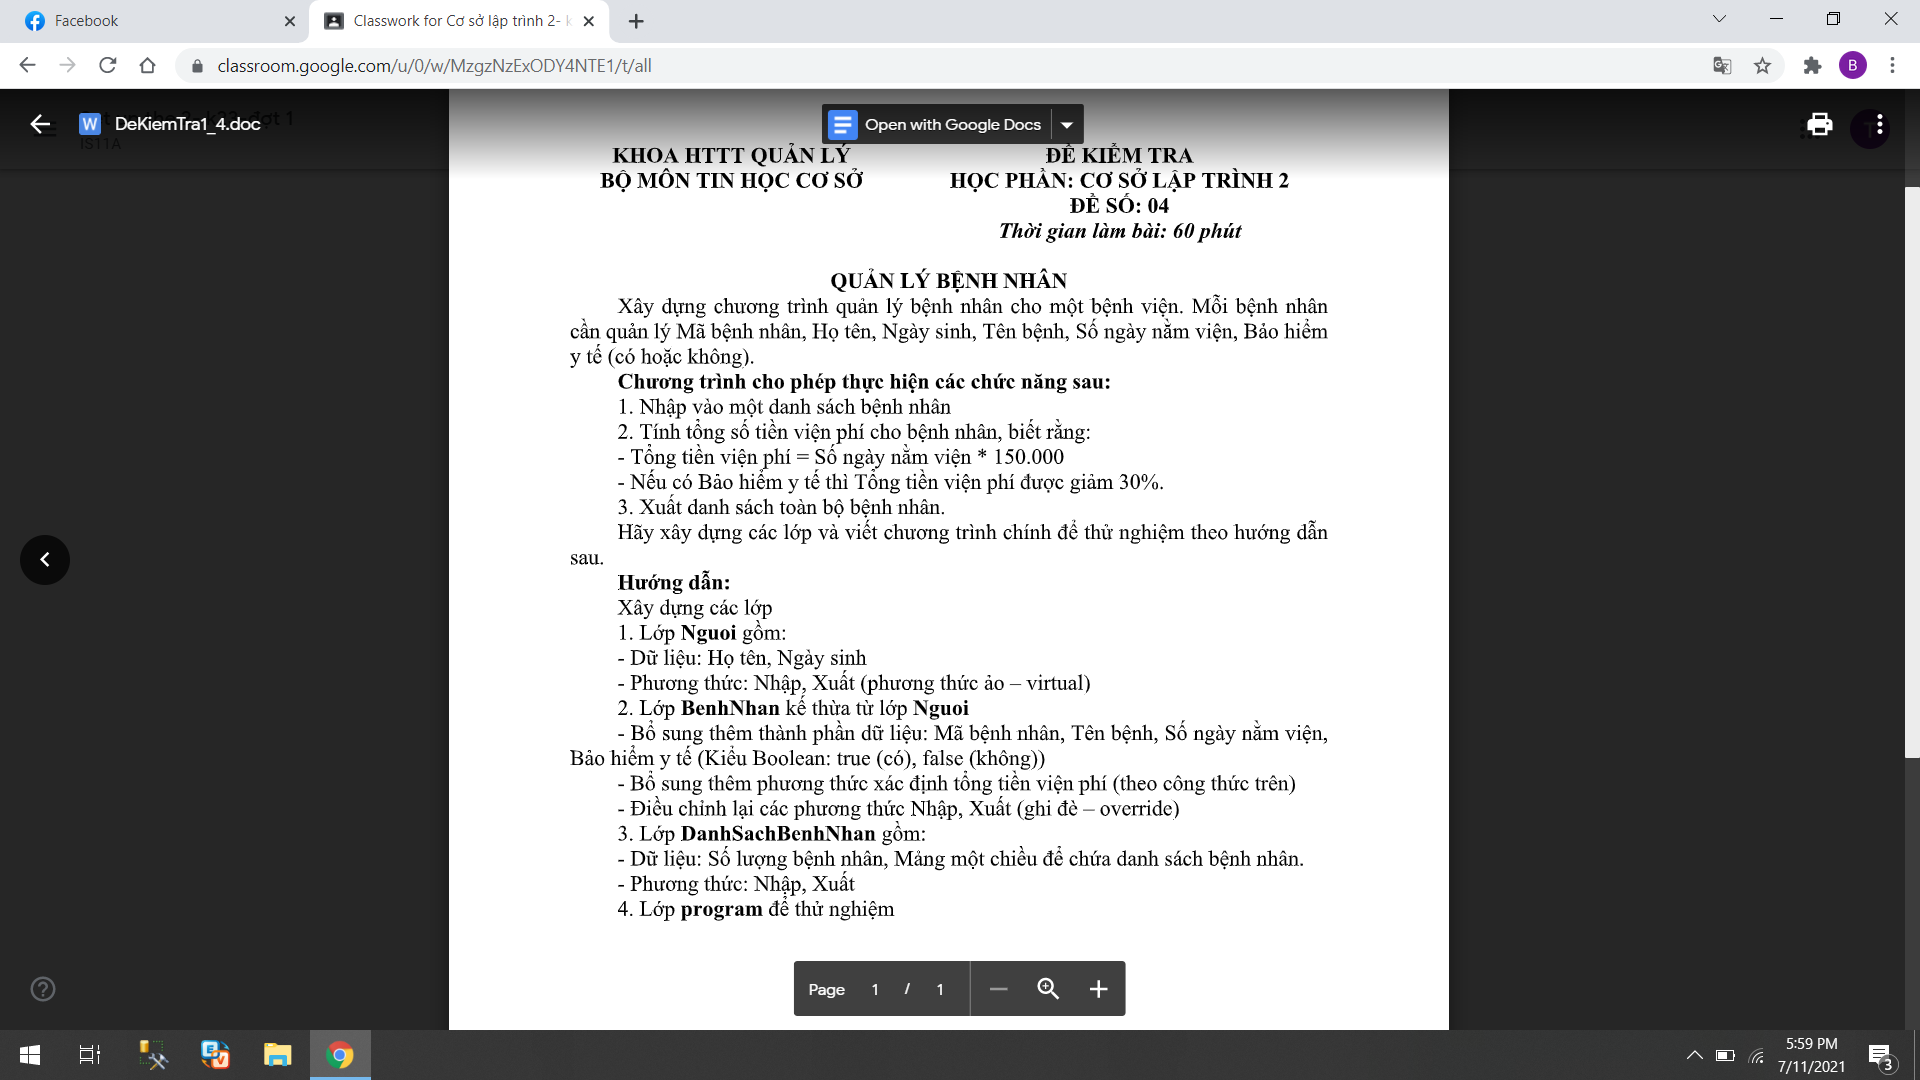 Facebook
Classwork for Cơ sở lập trình 2- k
classroom.google.com/u/0/w/MzgzNzExODY4NTE1/t/all
B
W DeKiemTra1_4.doc
IS11A
Open with Google Docs
KHOA HTTT QUẢN LÝ
BỘ MÔN TIN HỌC CƠ SỞ
ĐỀ KIỂM TRA
HỌC PHẦN: CƠ SỞ LẬP TRÌNH 2
ĐỀ SỐ: 04
Thời gian làm bài: 60 phút
QUẢN LÝ BỆNH NHÂN
Xây dựng chương trình quản lý bệnh nhân cho một bệnh viện. Mỗi bệnh nhân
cần quản lý Mã bệnh nhân, Họ tên, Ngày sinh, Tên bệnh, Số ngày nằm viện, Bảo hiểm
y tế (có hoặc không).
Chương trình cho phép thực hiện các chức năng sau:
1. Nhập vào một danh sách bệnh nhân
2. Tính tổng số tiền viện phí cho bệnh nhân, biết rằng:
- Tổng tiền viện phí = Số ngày nằm viện * 150.000
- Nếu có Bảo hiểm y tế thì Tổng tiền viện phí được giảm 30%.
3. Xuất danh sách toàn bộ bệnh nhân.
Hãy xây dựng các lớp và viết chương trình chính để thử nghiệm theo hướng dẫn
sau.
Hướng dẫn:
Xây dựng các lớp
1. Lớp Nguoi gồm:
- Dữ liệu: Họ tên, Ngày sinh
- Phương thức: Nhập, Xuất (phương thức ảo – virtual)
2. Lớp BenhNhan kế thừa từ lớp Nguoi
- Bổ sung thêm thành phần dữ liệu: Mã bệnh nhân, Tên bệnh, Số ngày nằm viện,
Bảo hiểm y tế (Kiểu Boolean: true (có), false (không))
- Bổ sung thêm phương thức xác định tổng tiền viện phí (theo công thức trên)
- Điều chỉnh lại các phương thức Nhập, Xuất (ghi đè – override)
3. Lớp DanhSachBenhNhan gồm:
- Dữ liệu: Số lượng bệnh nhân, Mảng một chiều để chứa danh sách bệnh nhân.
- Phương thức: Nhập, Xuất
4. Lớp program để thử nghiệm
Page 1 / 1
5:59 PM
7/11/2021
3